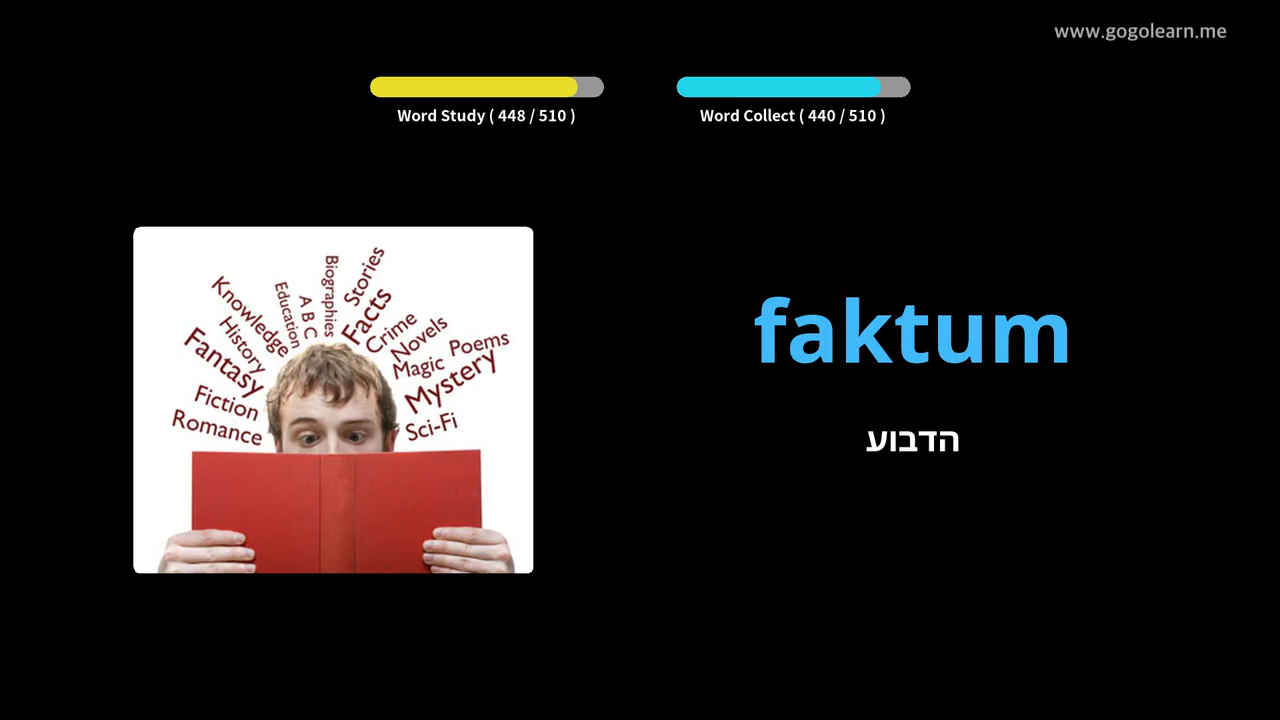 www.gogolearn.me
Word Study ( 448 / 510 )
Word Collect ( 440 / 510 )
Knowledge
History
Fantasy
Fiction
Romance
Education
A B C
Biographies
Stories
Facts
Crime
Novels
Magic
Poems
Mystery
Sci-Fi
faktum
הדבוע